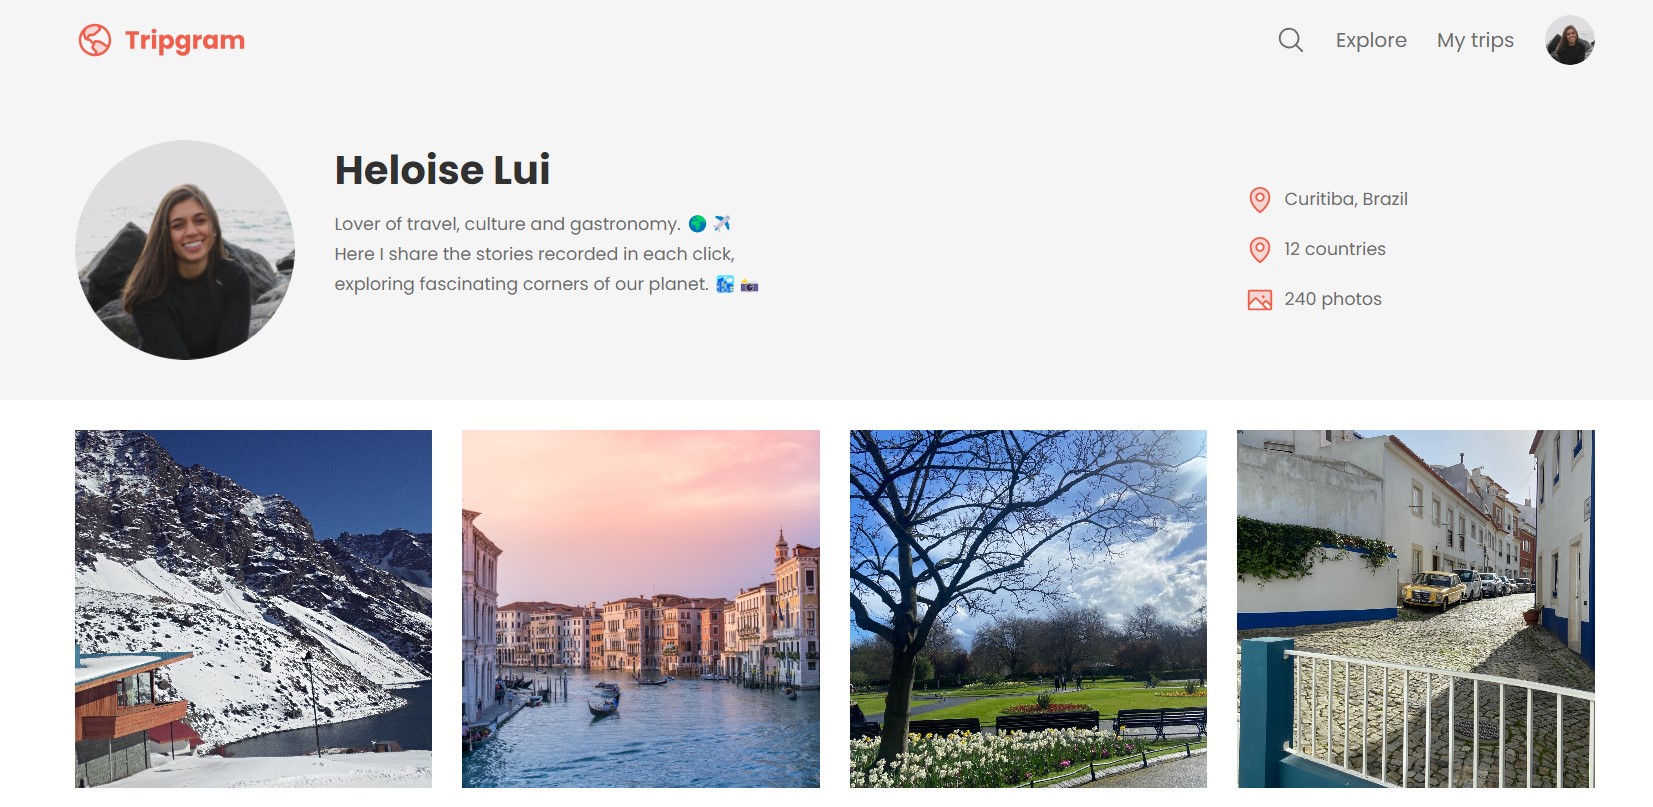 Tripgram
Explore
My trips
Heloise Lui
Lover of travel, culture and gastronomy. 🌍 ✈️
Here I share the stories recorded in each click,
exploring fascinating corners of our planet. 🗺️ 📸
Curitiba, Brazil
12 countries
240 photos